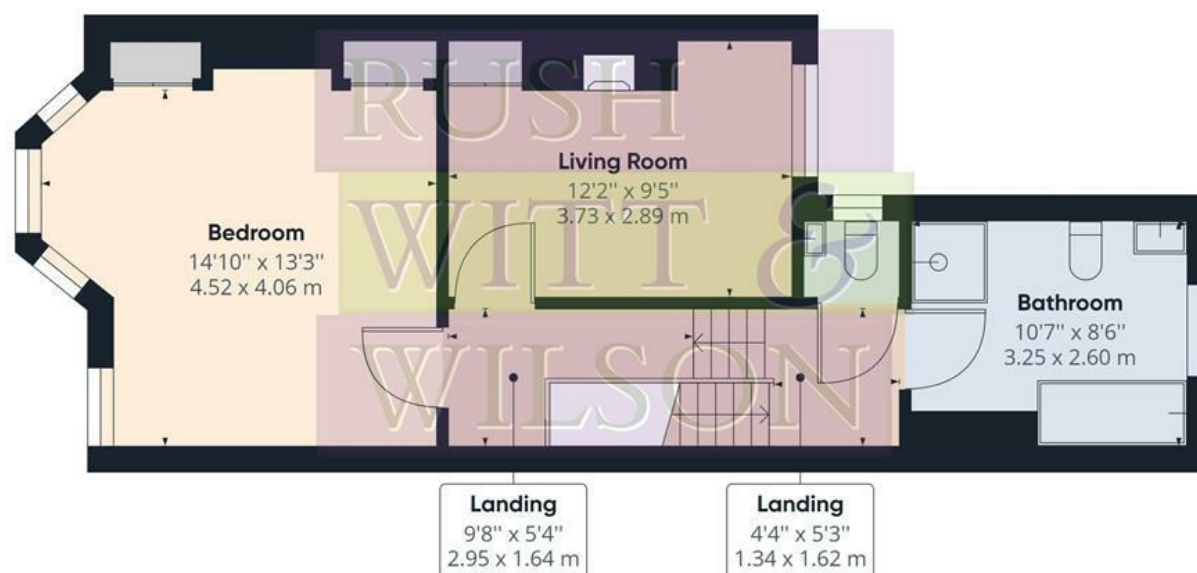 RUSH
WITT &
WILSON
Bedroom
14'10" x 13'3"
4.52 x 4.06 m
Living Room
12'2" x 9'5"
3.73 x 2.89 m
Bathroom
10'7" x 8'6"
3.25 x 2.60 m
Landing
9'8" x 5'4"
2.95 x 1.64 m
Landing
4'4" x 5'3"
1.34 x 1.62 m